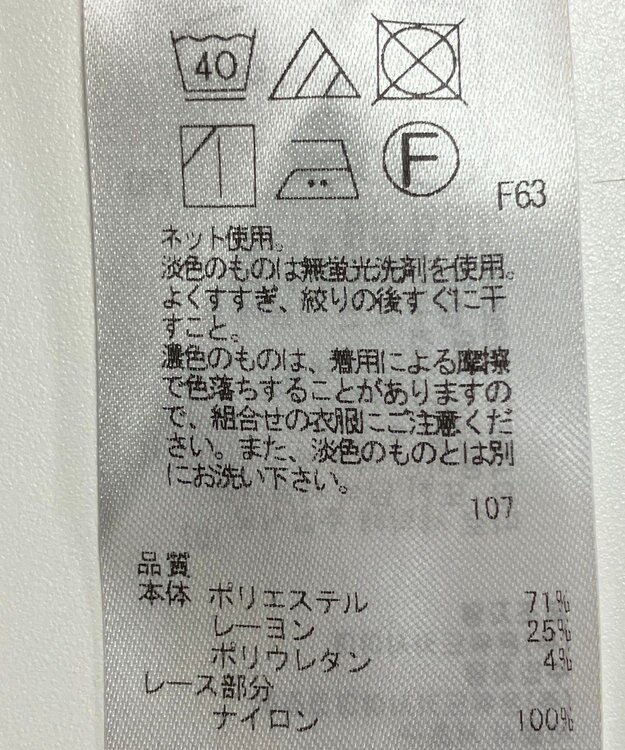 40
F
F63
ネット使用。
淡色のものは無蛍光洗剤を使用。
よくすすぎ、絞りの後すぐに干
すこと。
濃色のものは、着用による摩擦
で色落ちすることがありますの
で、組合せの衣服にご注意くだ
さい。また、淡色のものとは別
にお洗い下さい。
107
品質
本体 ポリエステル 71%
レーヨン 25%
ポリウレタン 4%
レース部分
ナイロン 100%